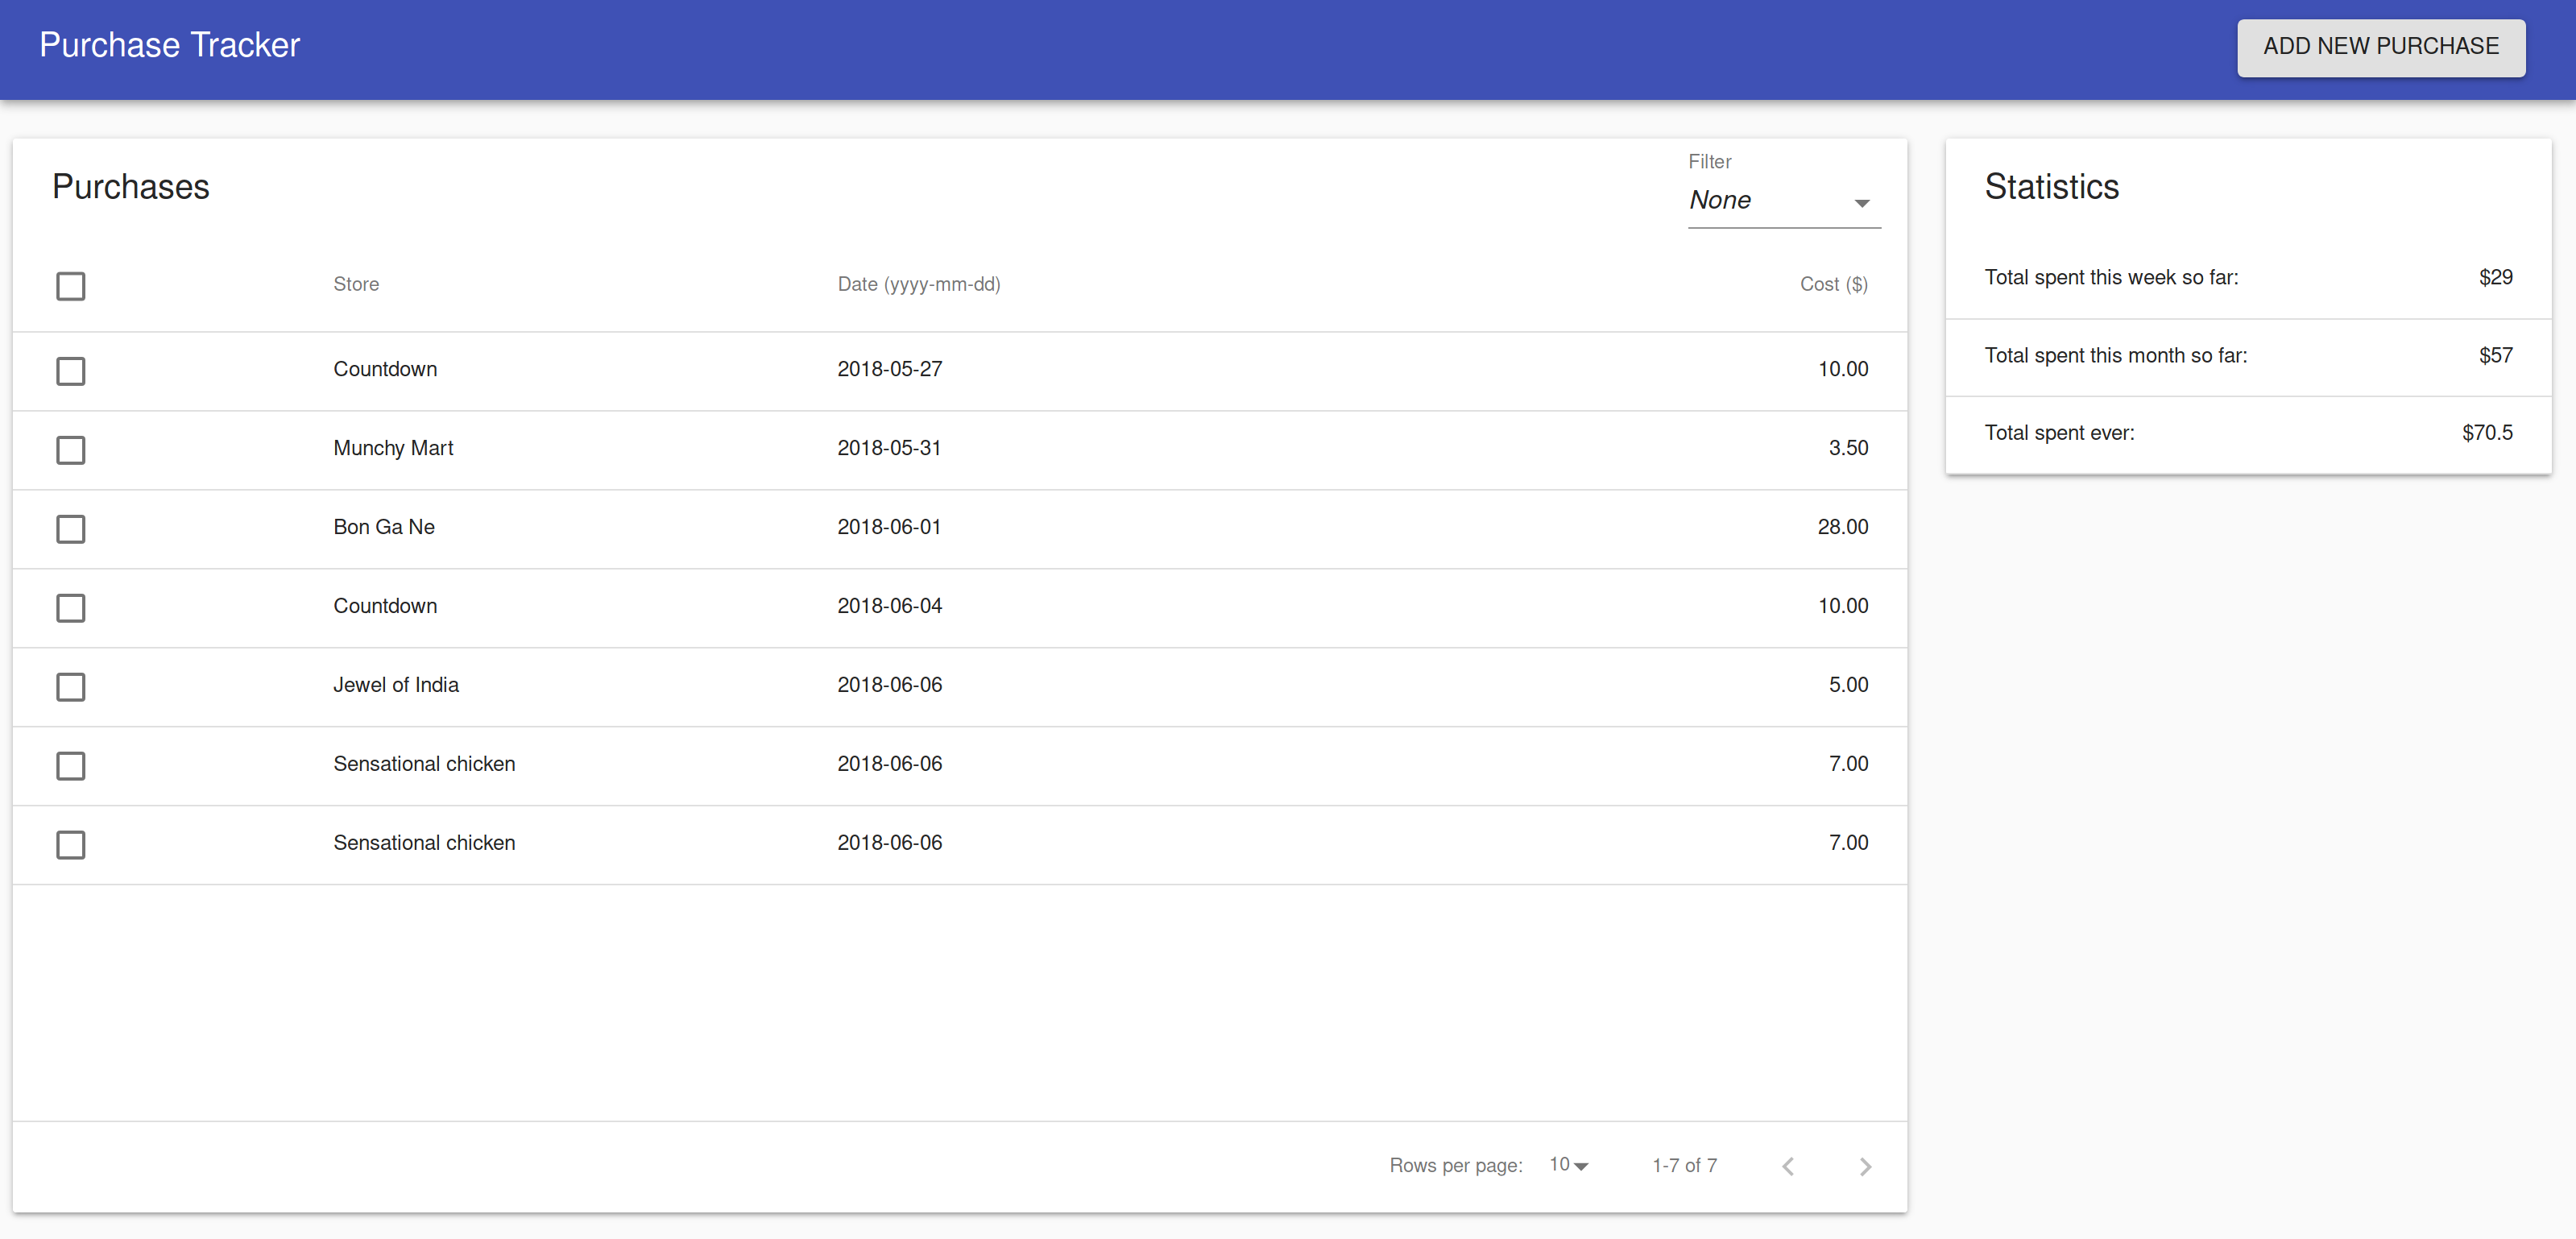 Purchase Tracker
ADD NEW PURCHASE
Purchases
Filter
None
Store Date (yyyy-mm-dd) Cost ($)
Countdown 2018-05-27 10.00
Munchy Mart 2018-05-31 3.50
Bon Ga Ne 2018-06-01 28.00
Countdown 2018-06-04 10.00
Jewel of India 2018-06-06 5.00
Sensational chicken 2018-06-06 7.00
Sensational chicken 2018-06-06 7.00
Rows per page: 10 1-7 of 7
Statistics
Total spent this week so far: $29
Total spent this month so far: $57
Total spent ever: $70.5